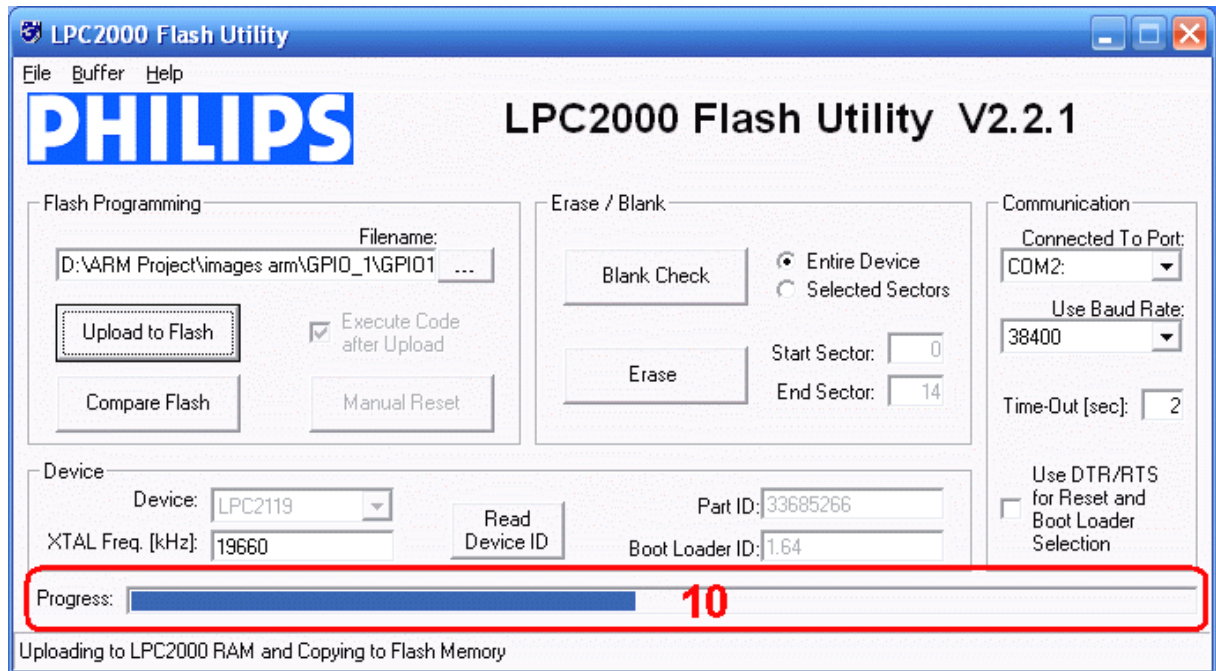 LPC2000 Flash Utility
File Buffer Help
PHILIPS
LPC2000 Flash Utility V2.2.1
Flash Programming
Filename:
D:\ARM Project\images arm\GPIO_1\GPIO1
...
Upload to Flash
Execute Code
after Upload
Compare Flash
Manual Reset
Erase / Blank
Blank Check
Entire Device
Selected Sectors
Erase
Start Sector: 0
End Sector: 14
Communication
Connected To Port:
COM2:
Use Baud Rate:
38400
Time-Out [sec]: 2
Use DTR/RTS
for Reset and
Boot Loader
Selection
Device
Device: LPC2119
XTAL Freq. [kHz]: 19660
Read
Device ID
Part ID: 33685266
Boot Loader ID: 1.64
Progress:
10
Uploading to LPC2000 RAM and Copying to Flash Memory